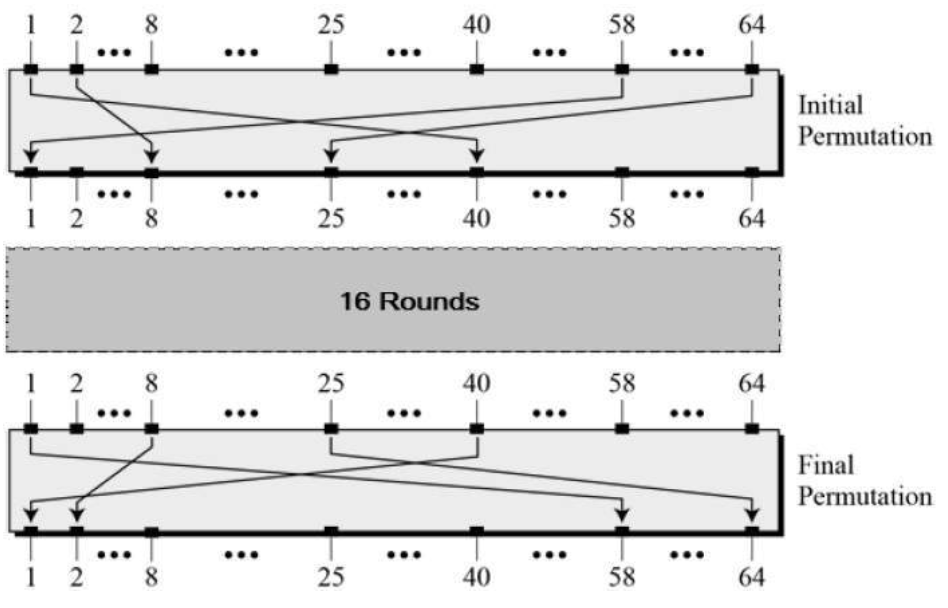 1 2 8 25 40 58 64
••• ••• ••• ••• •••
Initial
Permutation
••• ••• ••• ••• •••
1 2 8 25 40 58 64
16 Rounds
1 2 8 25 40 58 64
••• ••• ••• ••• •••
Final
Permutation
••• ••• ••• ••• •••
1 2 8 25 40 58 64